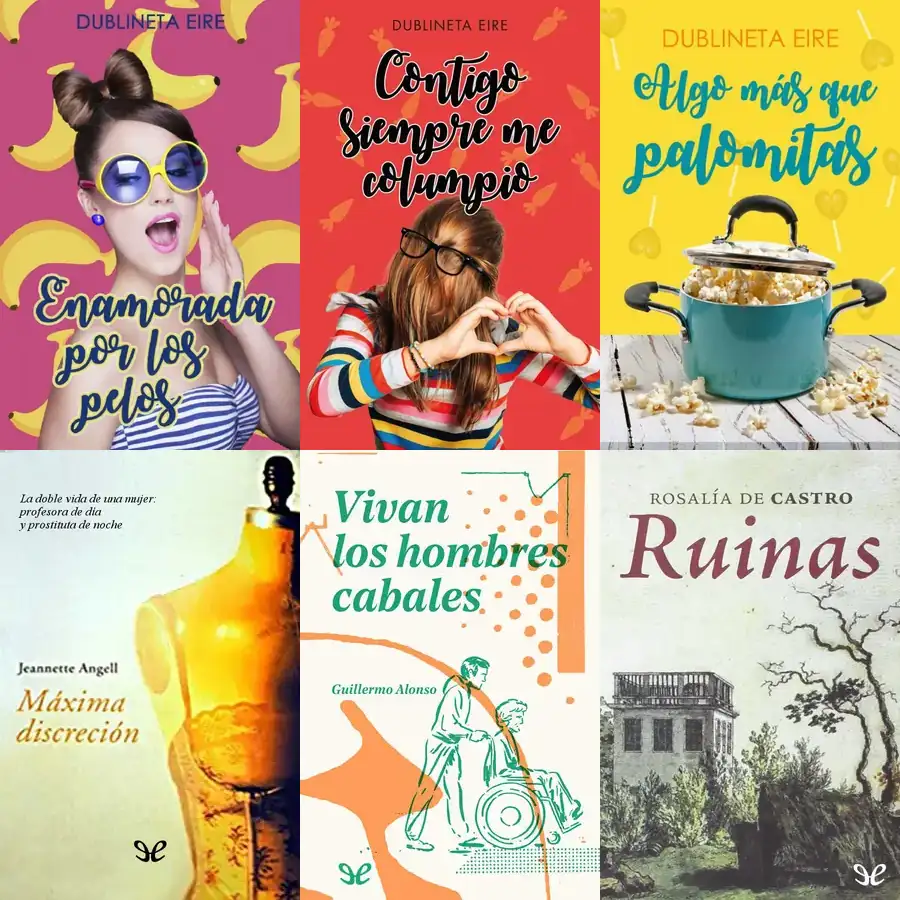 DUBLINETA EIRE
Enamorada
por los
pelos
DUBLINETA EIRE
Contigo
siempre me
columpio
DUBLINETA EIRE
Algo más que
palomitas
La doble vida de una mujer:
profesora de día
y prostituta de noche
Jeannette Angell
Máxima
discreción
Vivan
los hombres
cabales
Guillermo Alonso
ROSALÍA DE CASTRO
Ruinas